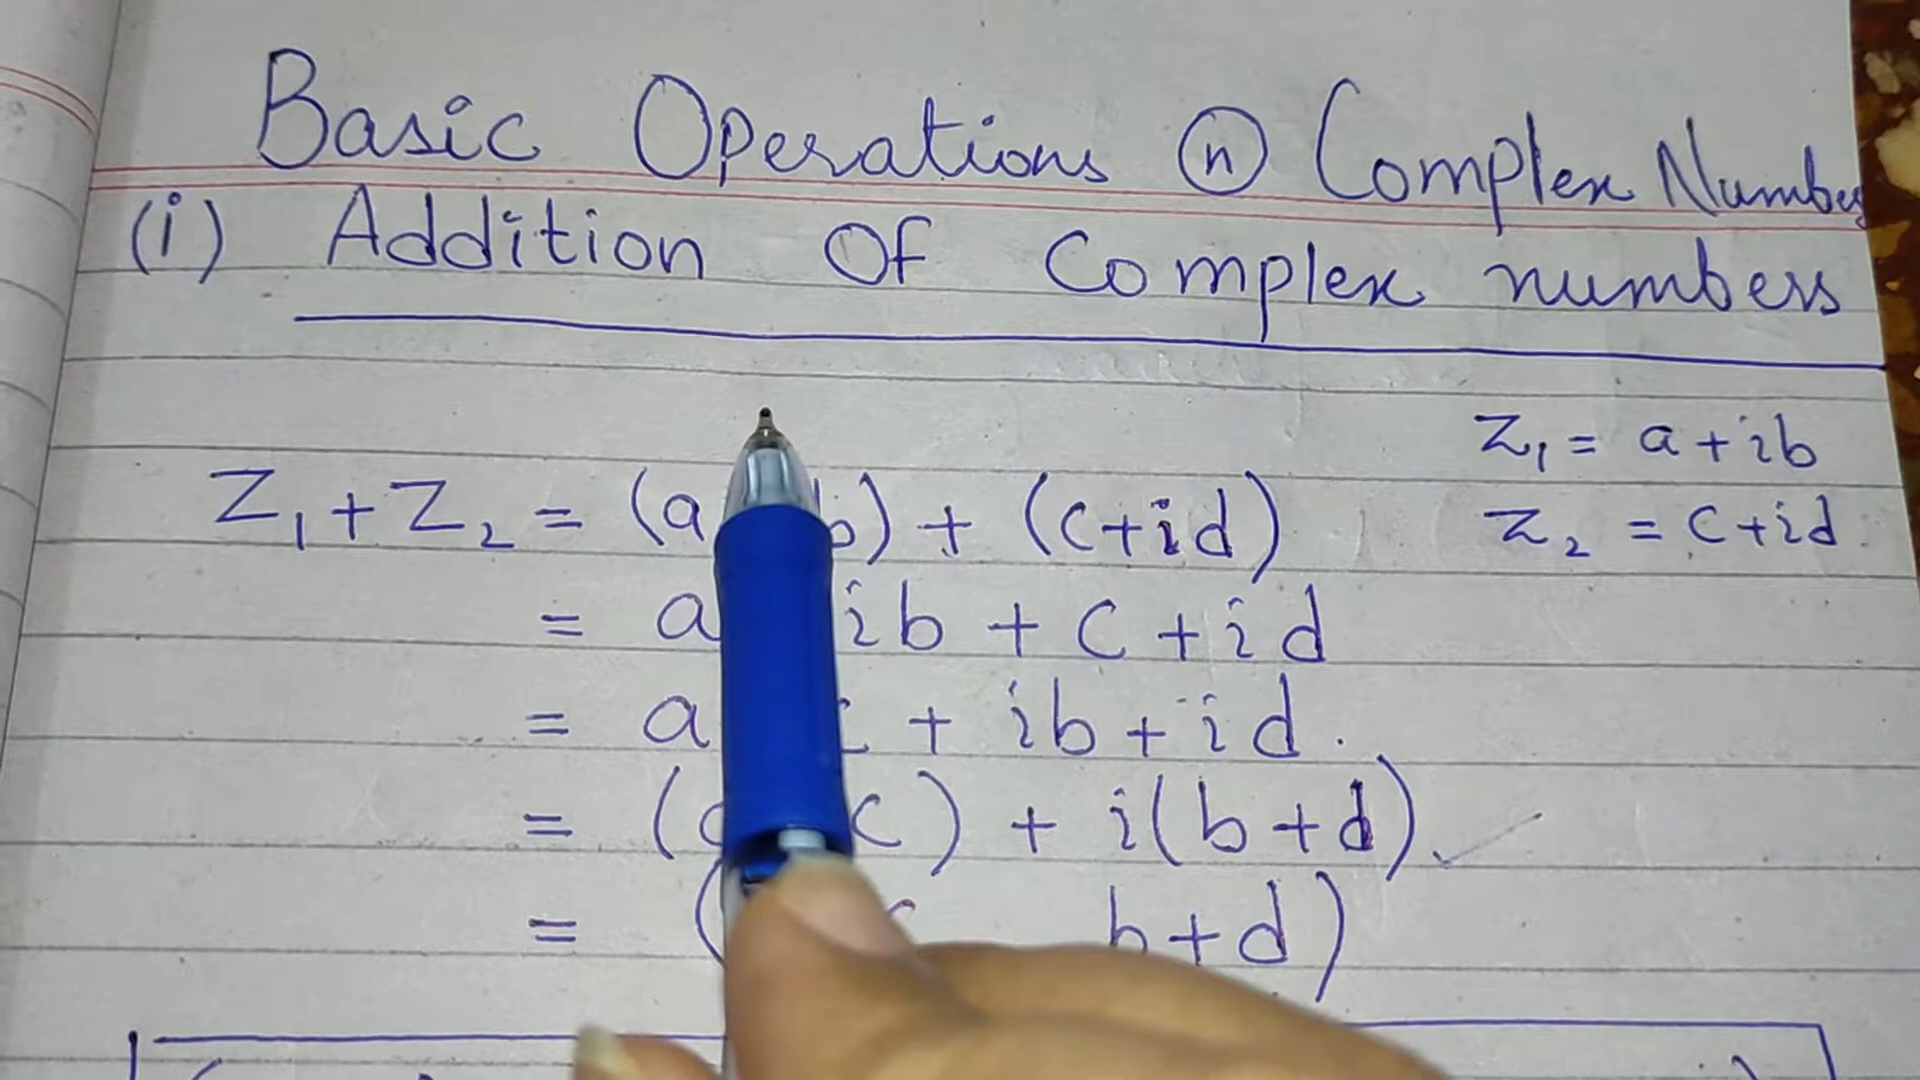 Basic Operations on Complex Number
(i) Addition Of Complex numbers
Z₁ = a + ib
Z₁ + Z₂ = (a b) + (c+id)
Z₂ = c+id.
= a ib + c + id
= a c + ib + id.
= (a c) + i(b+d)
= ( c b+d)